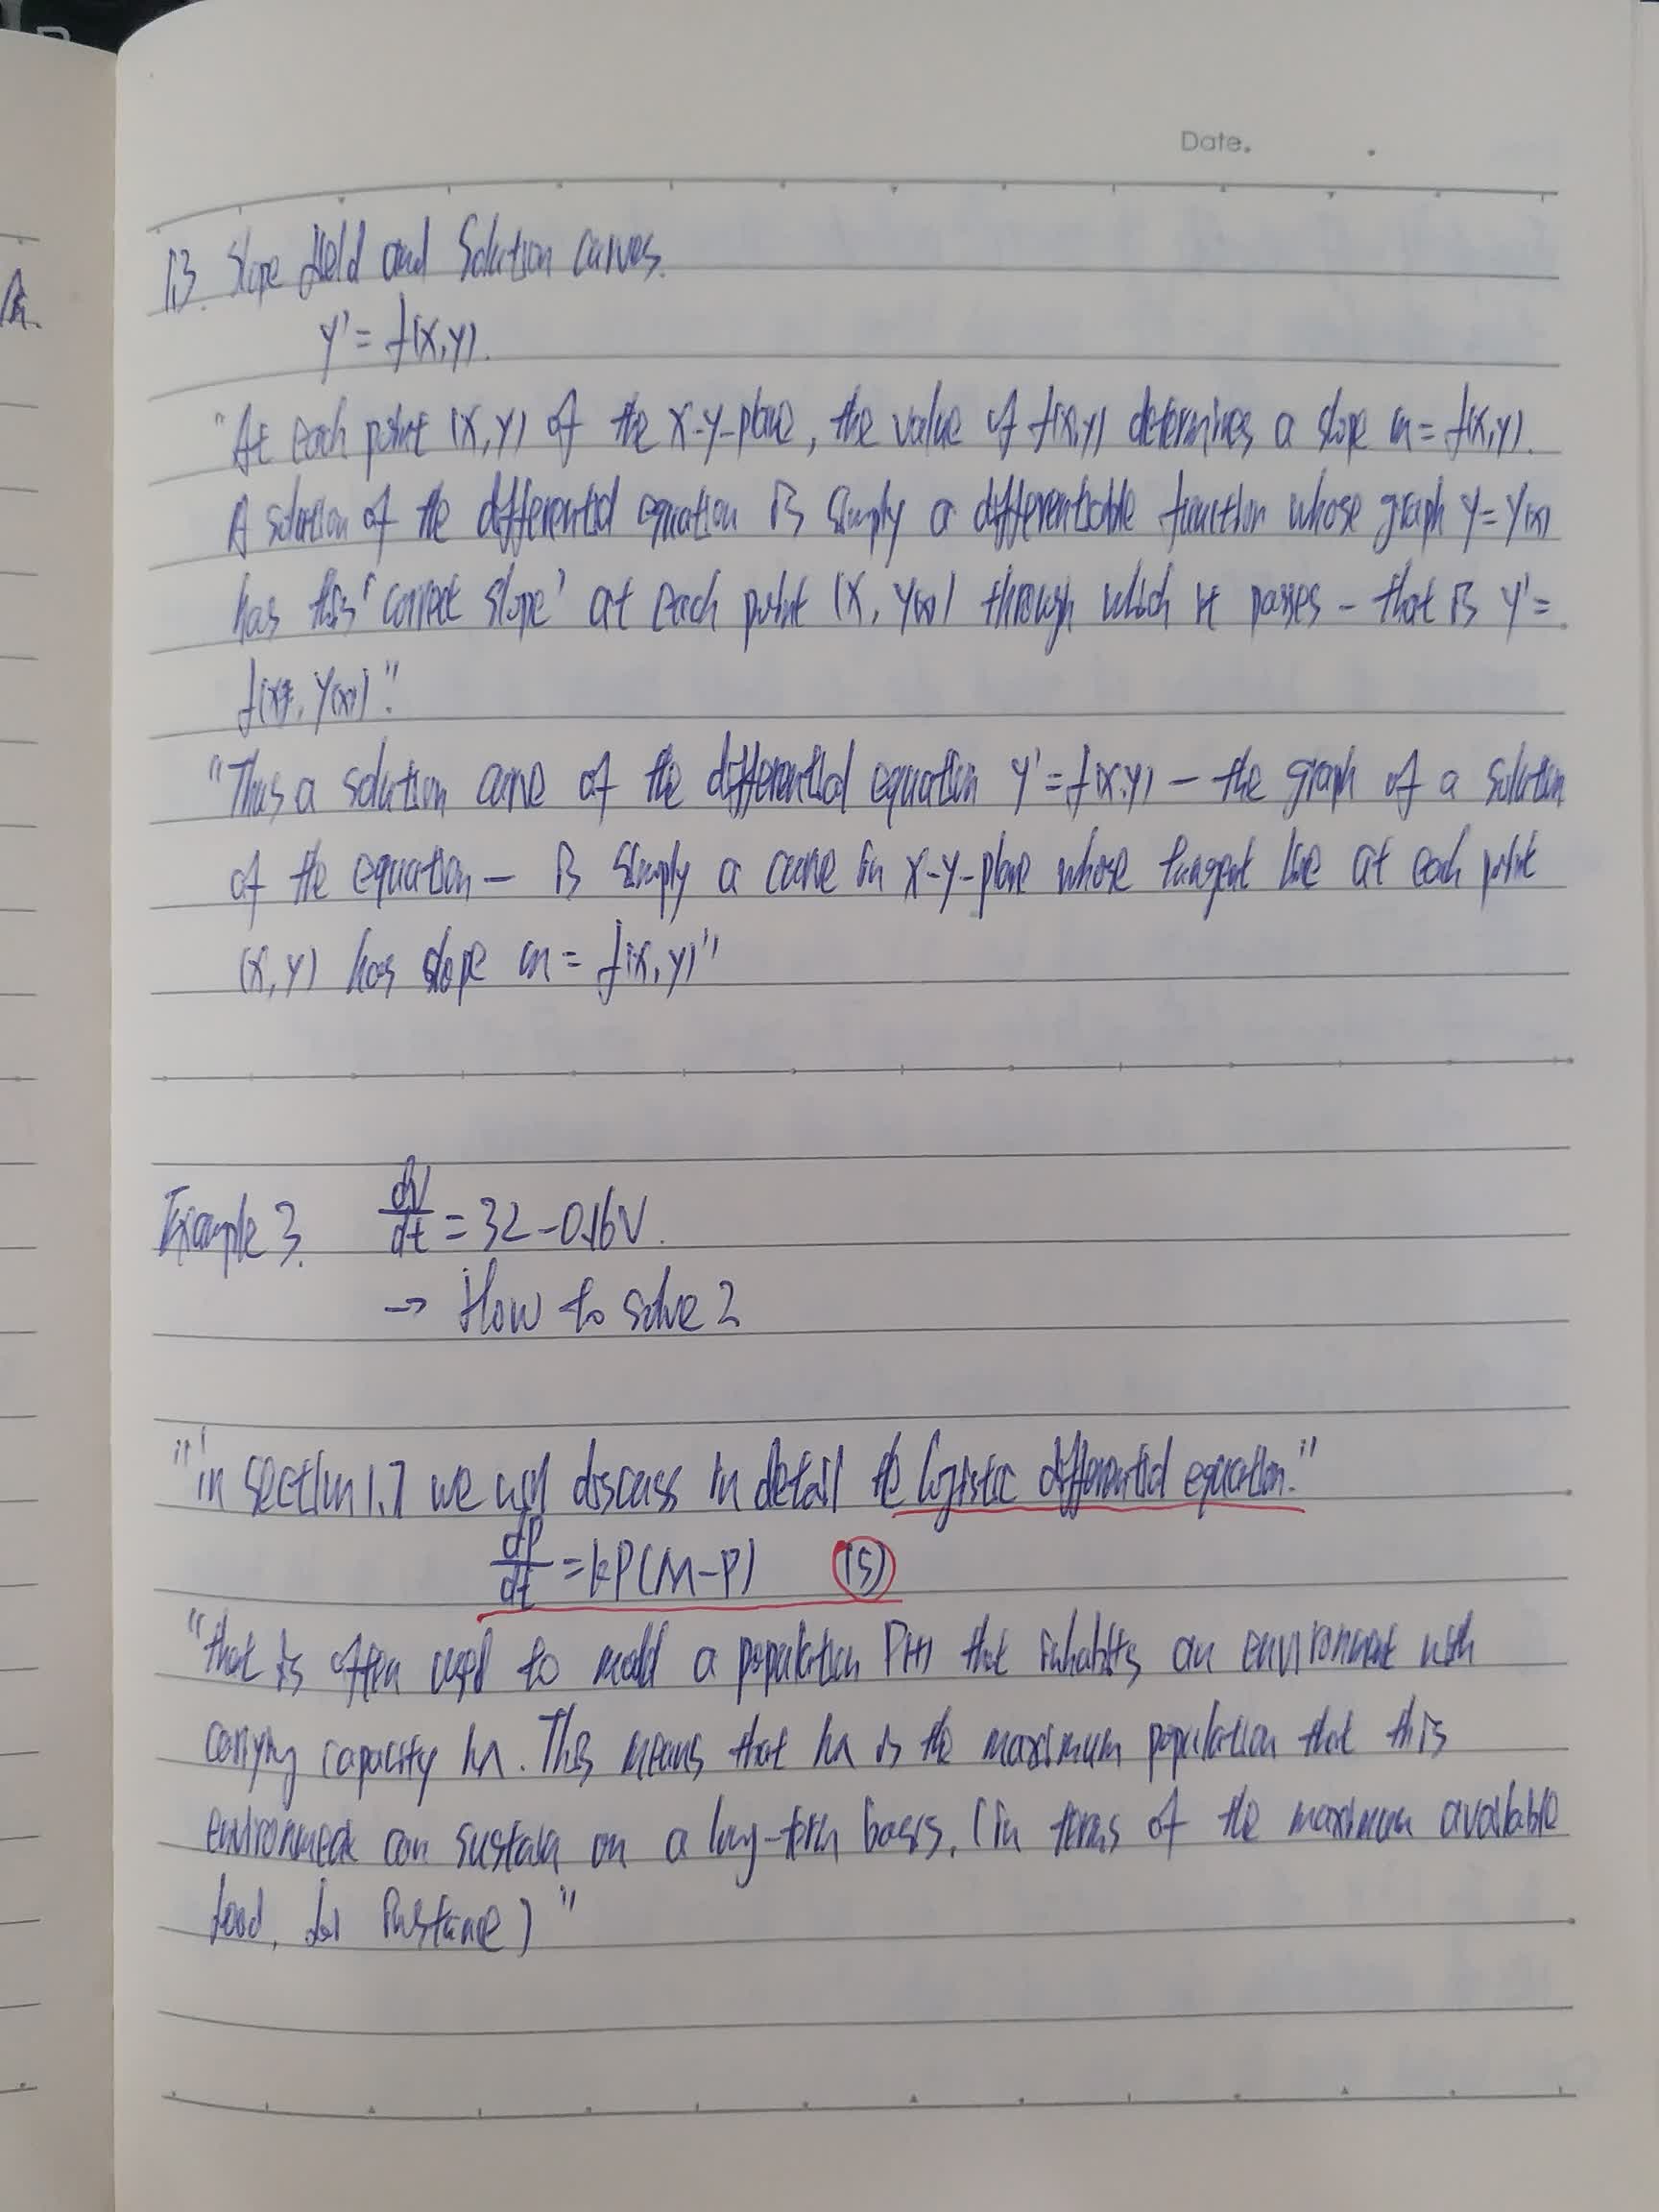 Date.
1.3. Slope field and Solution curves.
y' = f(x,y).
"At each point (x,y) of the x-y-plane, the value of f(x,y) determines a slope m = f(x,y).
A solution of the differential equation is simply a differentiable function whose graph y = y(x)
has this 'correct slope' at each point (x, y(x)) through which it passes - that is y' =
f(x, y(x))."
"Thus a solution curve of the differential equation y' = f(x,y) - the graph of a solution
of the equation - is simply a curve in x-y-plane whose tangent line at each point
(x,y) has slope m = f(x,y)"
Example 3. dv/dt = 32-0.16v.
→ How to solve?
"in section 1.7 we will discuss in detail the logistic differential equation."
dP/dt = kP(M-P) (5)
"that is often used to model a population P(t) that inhabits an environment with
carrying capacity M. This means that M is the maximum population that this
environment can sustain on a long-term basis. (in terms of the maximum available
food, for instance)"